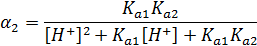 α₂ = Kₐ₁Kₐ₂ / ([H⁺]² + Kₐ₁[H⁺] + Kₐ₁Kₐ₂)